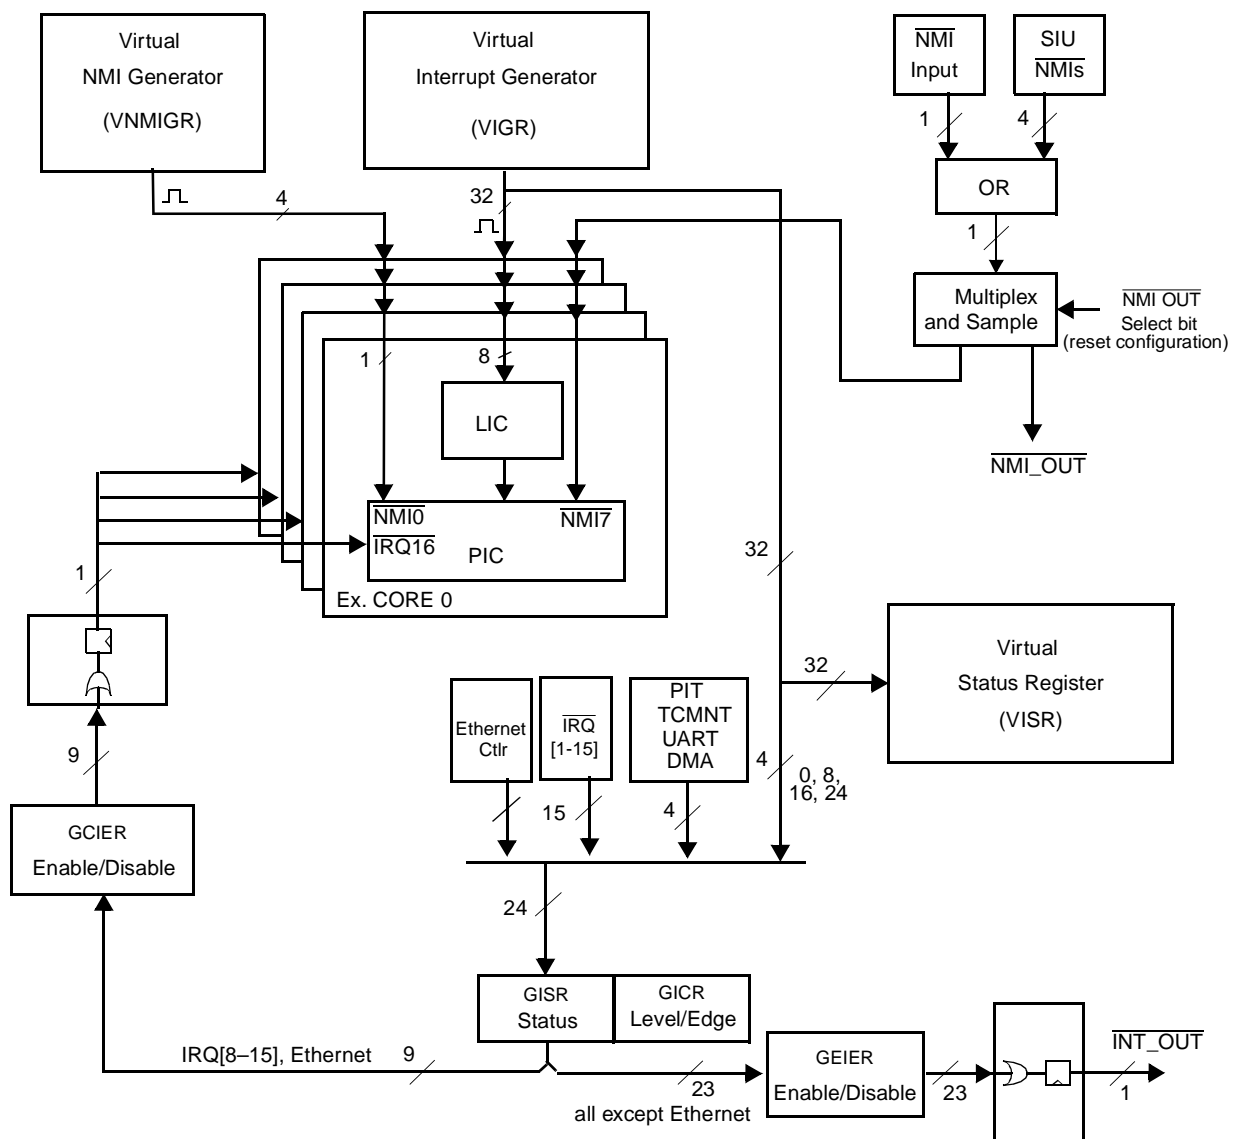 Virtual
NMI Generator
(VNMIGR)
Virtual
Interrupt Generator
(VIGR)
NMI
Input
SIU
NMIs
1
4
OR
1
4
32
Multiplex
and Sample
NMI OUT
Select bit
(reset configuration)
1
8
LIC
NMI_OUT
NMI0
NMI7
IRQ16
PIC
Ex. CORE 0
1
32
Virtual
Status Register
(VISR)
32
Ethernet
Ctlr
IRQ
[1-15]
PIT
TCMNT
UART
DMA
9
4
0, 8,
16, 24
15
4
GCIER
Enable/Disable
24
GISR
Status
GICR
Level/Edge
IRQ[8–15], Ethernet
9
23
all except Ethernet
GEIER
Enable/Disable
23
INT_OUT
1